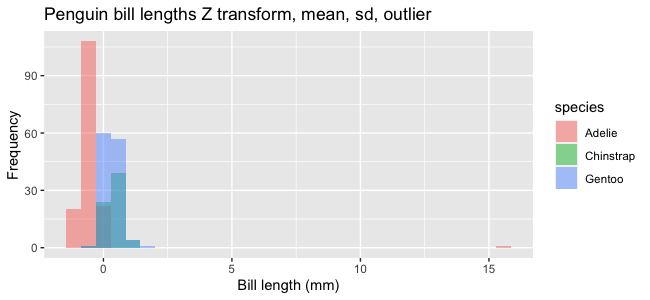 Penguin bill lengths Z transform, mean, sd, outlier
Frequency
90
60
30
0
0
5
10
15
Bill length (mm)
species
Adelie
Chinstrap
Gentoo